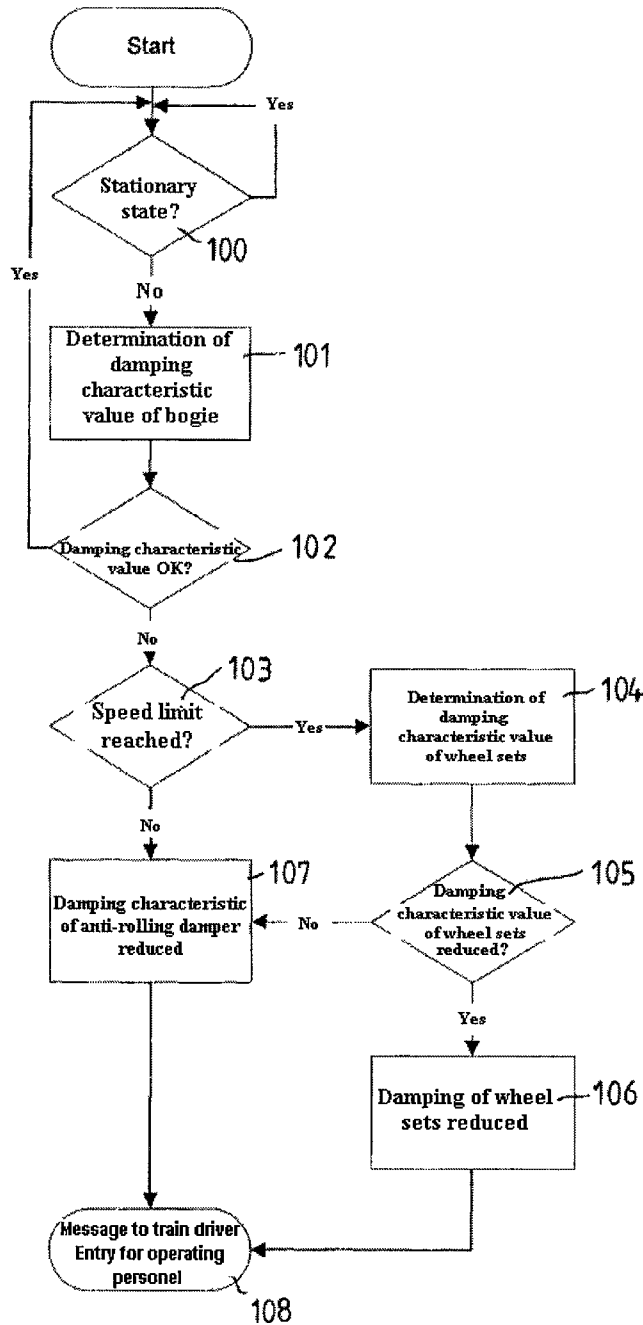 Start
Yes
Stationary
state?
100
Yes
No
Determination of
damping
characteristic
value of bogie
101
Damping characteristic
value OK?
102
No
103
Speed limit
reached?
Yes
104
Determination of
damping
characteristic value
of wheel sets
No
107
Damping characteristic
of anti-rolling damper
reduced
No
105
Damping
characteristic value
of wheel sets
reduced?
Yes
Damping of wheel
sets reduced
106
Message to train driver
Entry for operating
personel
108